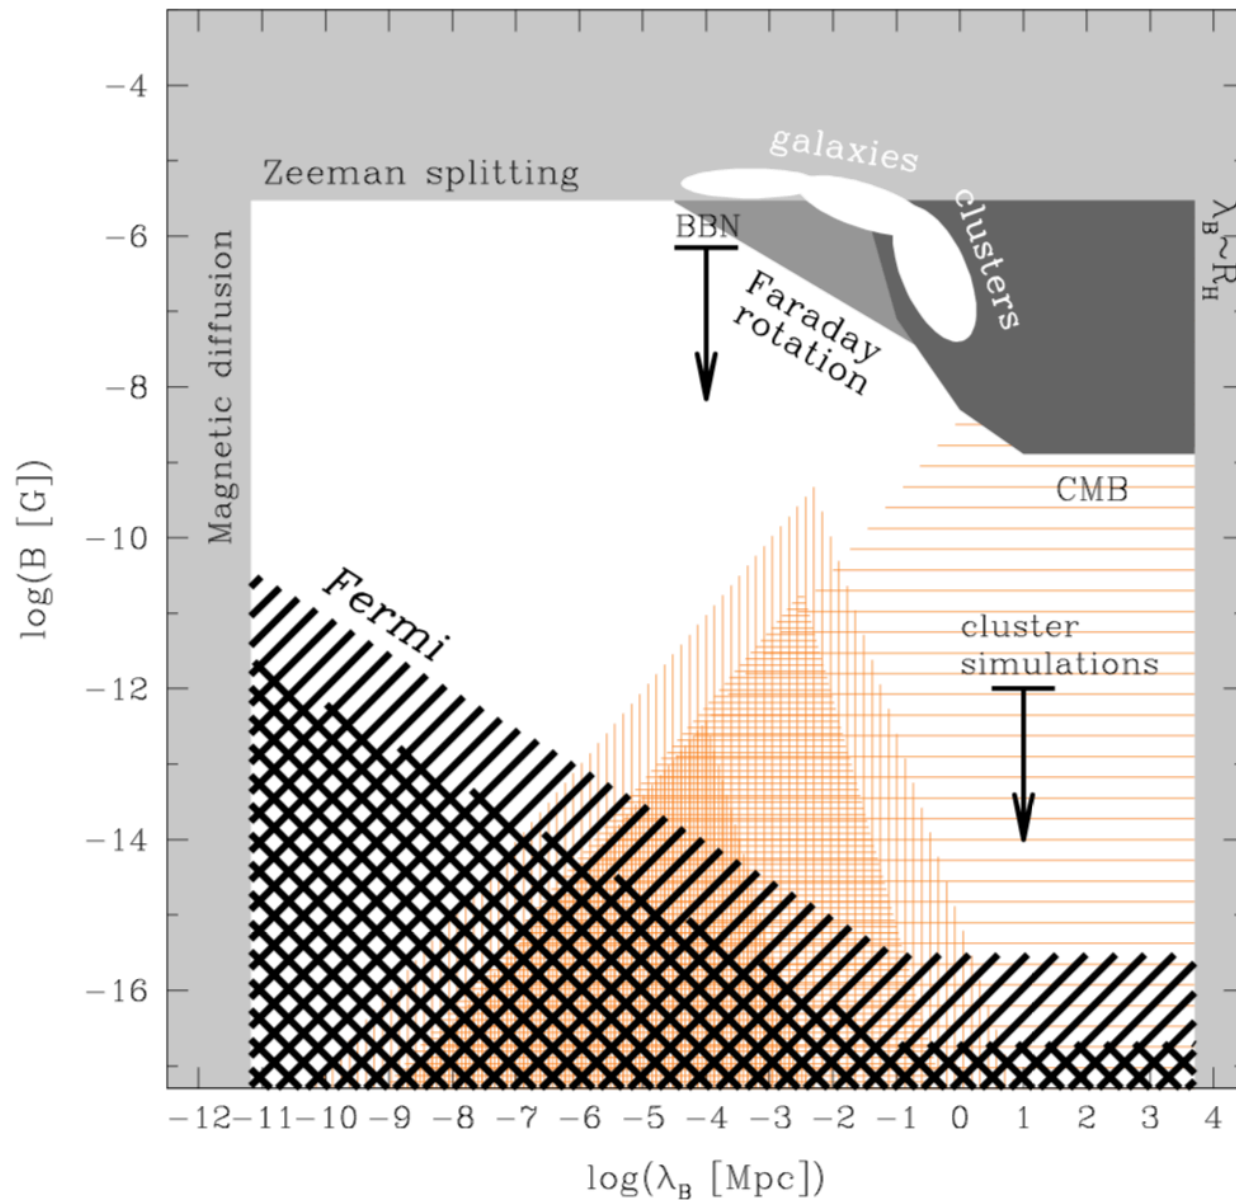 −4
−6
−8
−10
−12
−14
−16
log(B [G])
Zeeman splitting
Magnetic diffusion
galaxies
clusters
λB~RH
BBN
Faraday
rotation
CMB
Fermi
cluster
simulations
−12 −11 −10 −9 −8 −7 −6 −5 −4 −3 −2 −1 0 1 2 3 4
log(λB [Mpc])